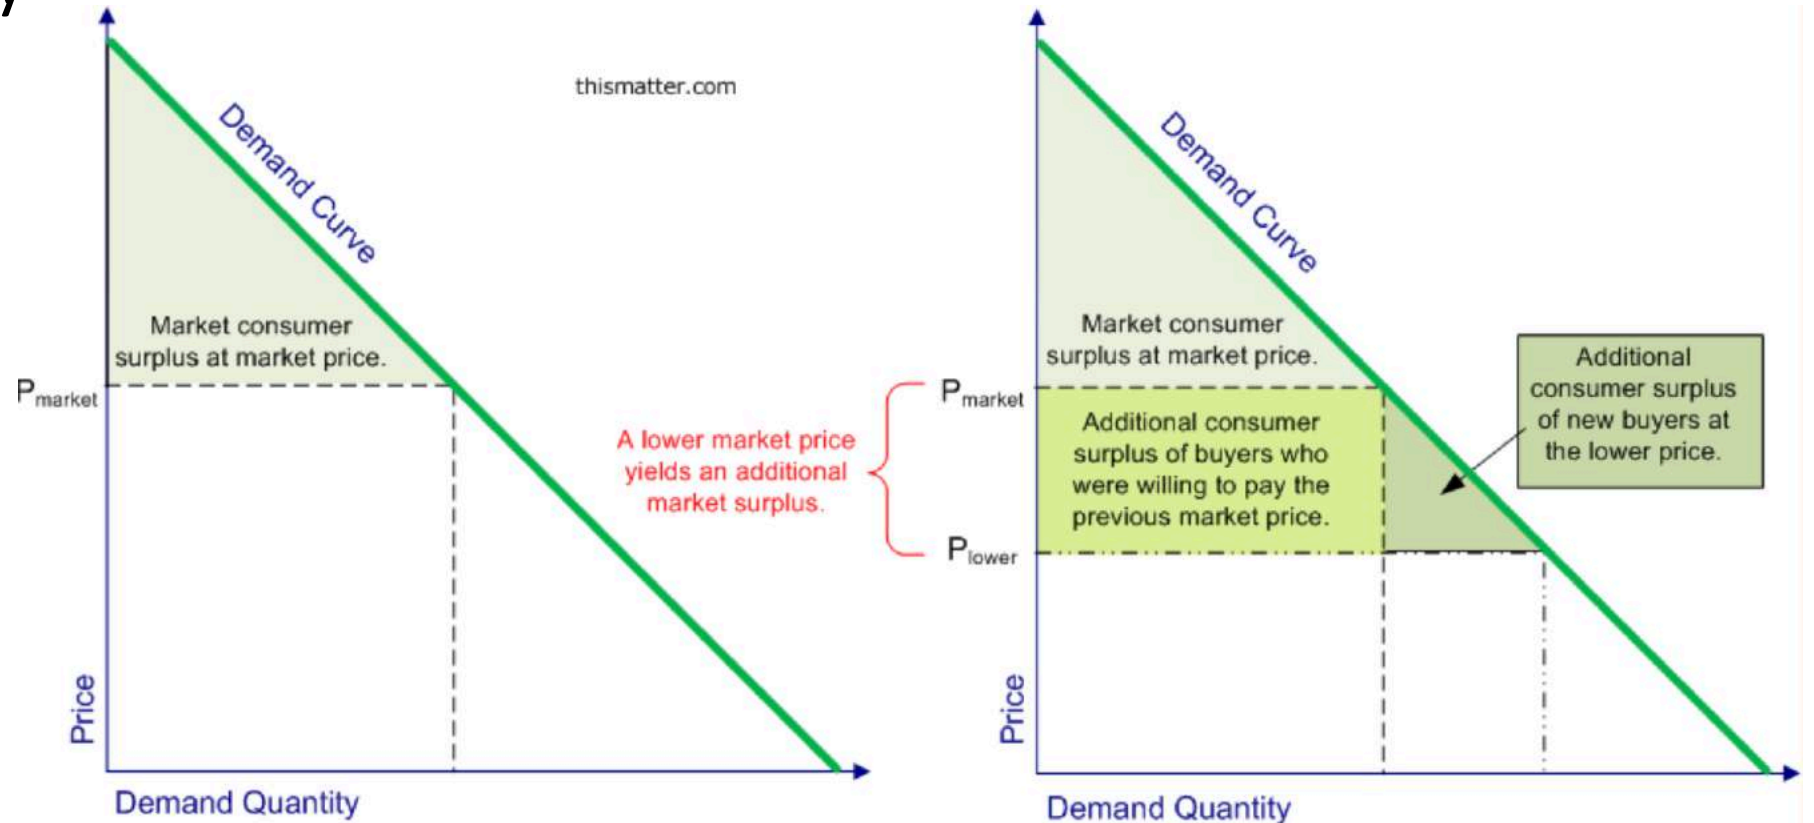 y
thismatter.com
Demand Curve
Market consumer
surplus at market price.
Pmarket
Price
Demand Quantity
A lower market price
yields an additional
market surplus.
Demand Curve
Market consumer
surplus at market price.
Pmarket
Additional consumer
surplus of buyers who
were willing to pay the
previous market price.
Plower
Additional
consumer surplus
of new buyers at
the lower price.
Price
Demand Quantity